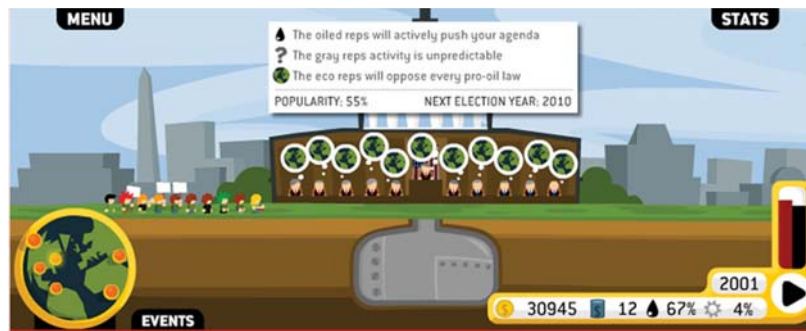 MENU
STATS
The oiled reps will actively push your agenda
? The gray reps activity is unpredictable
The eco reps will oppose every pro-oil law
POPULARITY: 55% NEXT ELECTION YEAR: 2010
2001
$ 30945 $ 12 67% 4%
EVENTS